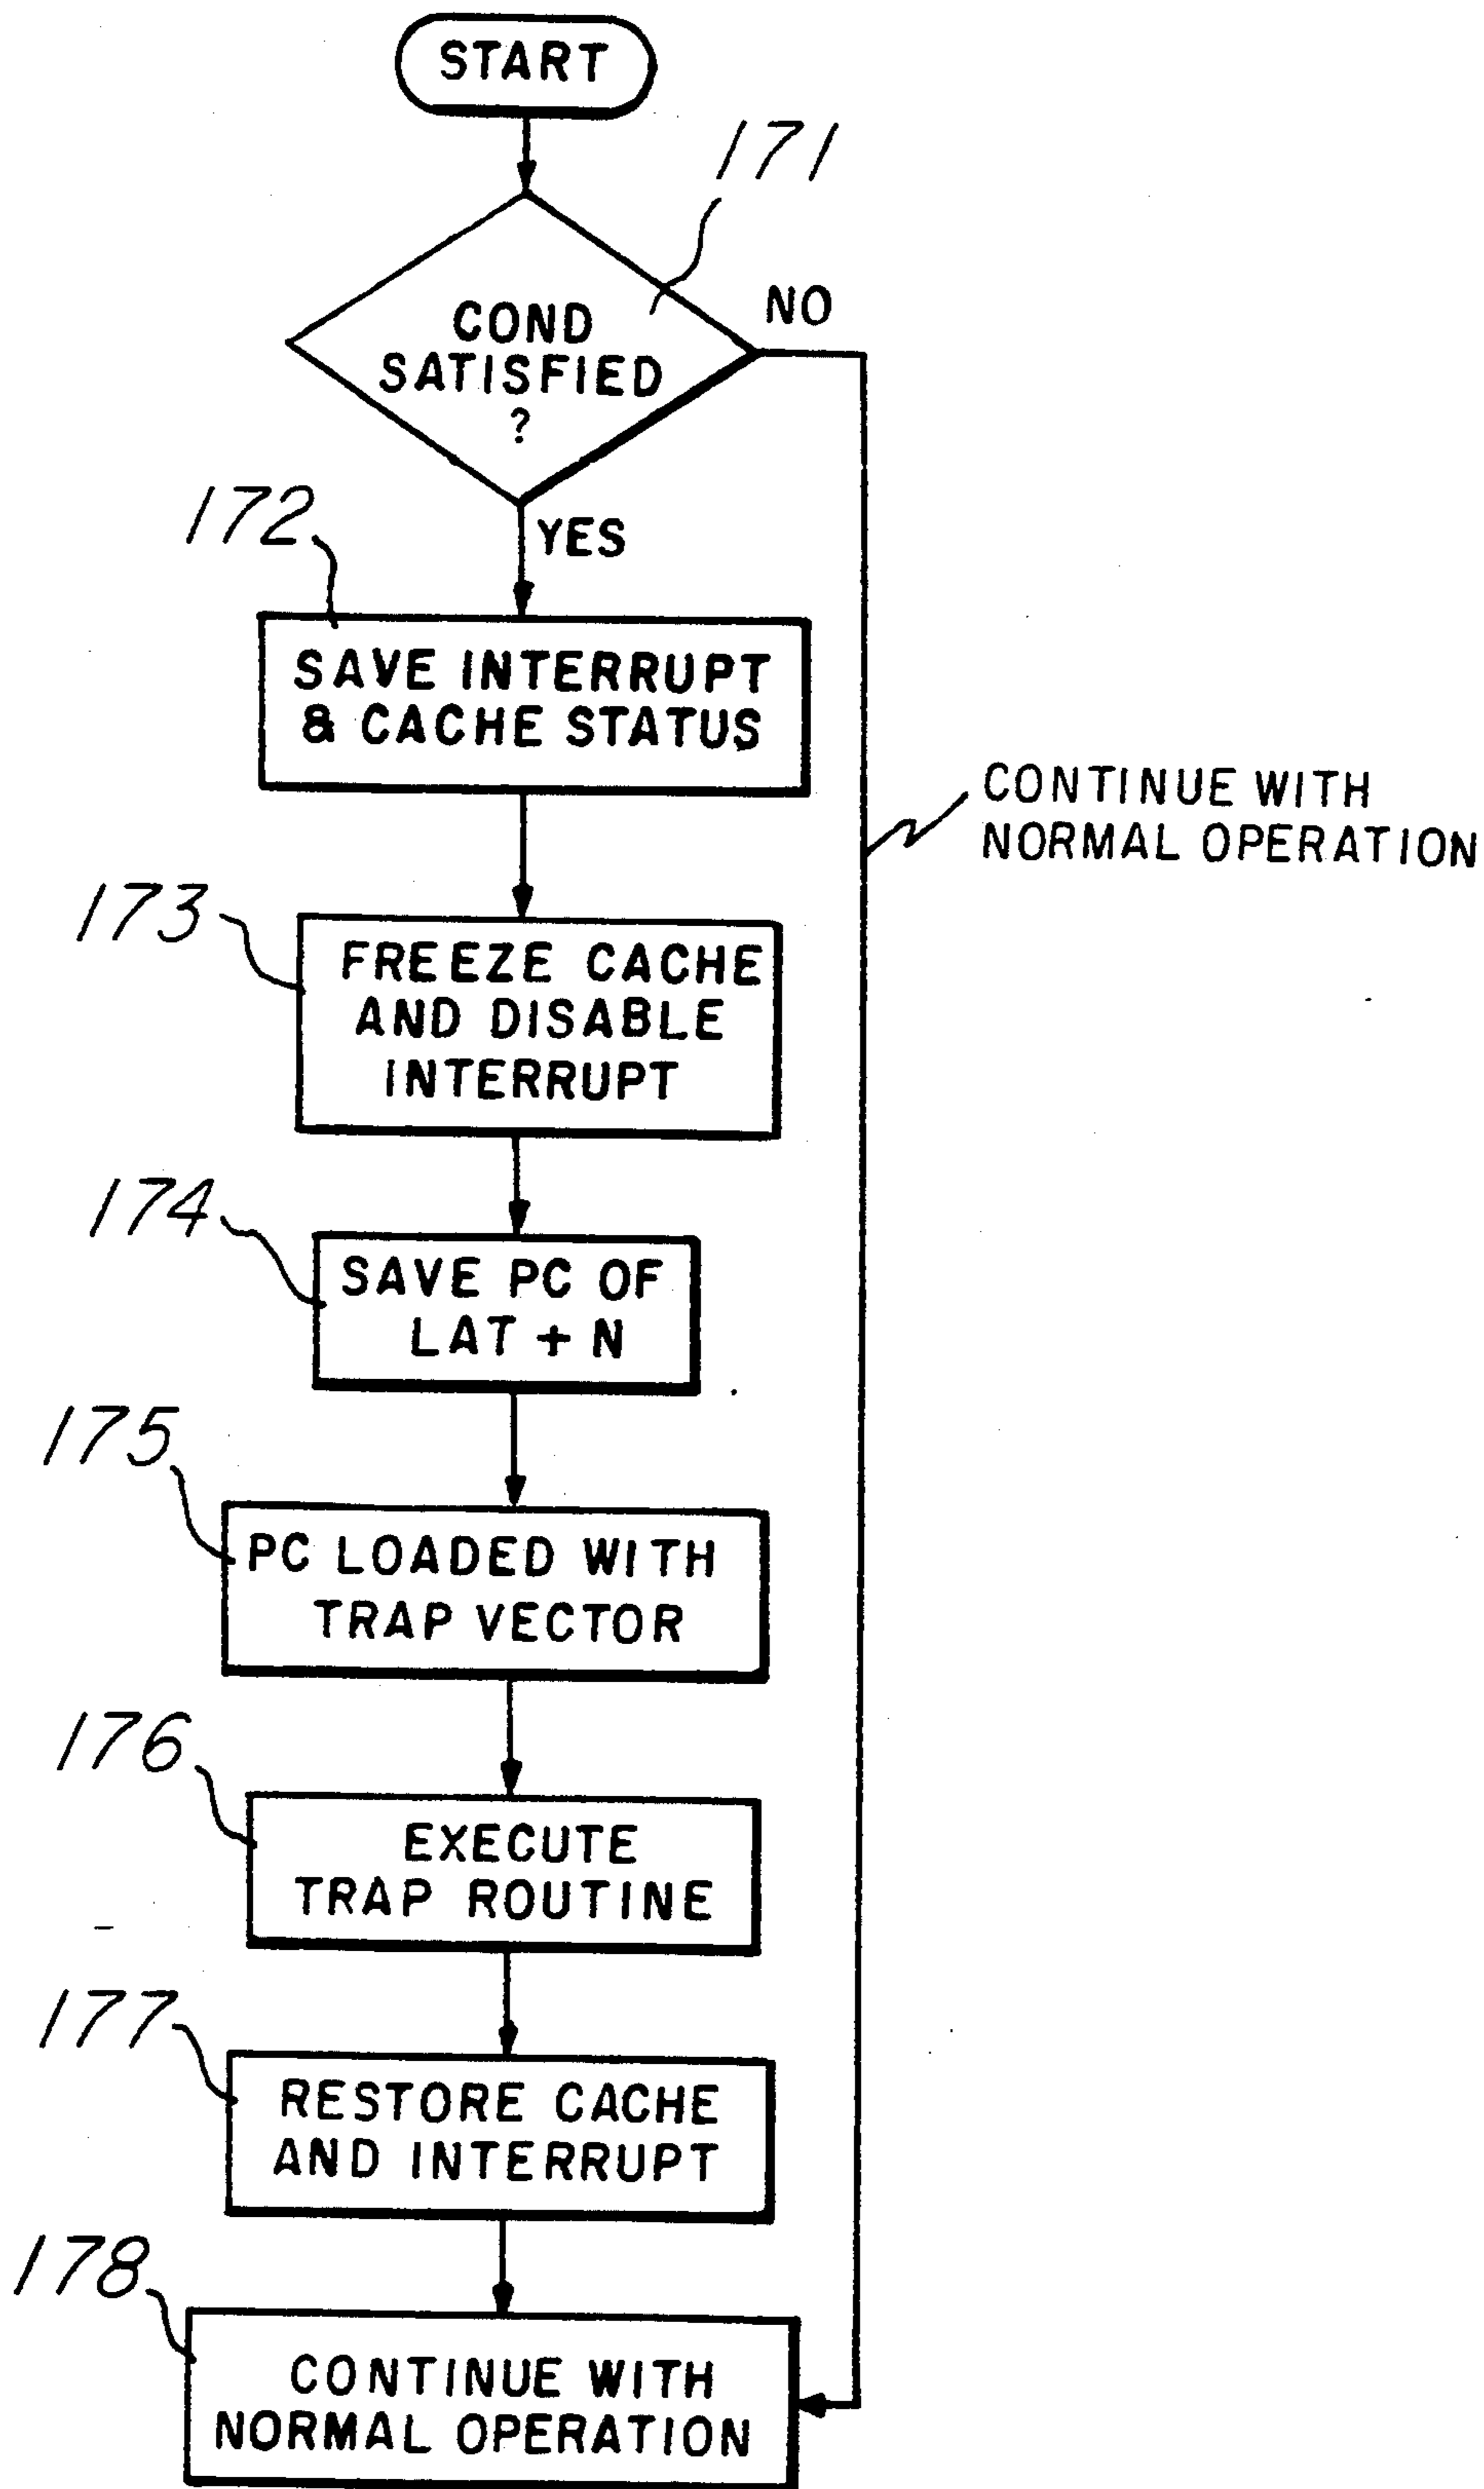 START
171
COND
SATISFIED
?
NO
YES
172
SAVE INTERRUPT
& CACHE STATUS
CONTINUE WITH
NORMAL OPERATION
173
FREEZE CACHE
AND DISABLE
INTERRUPT
174
SAVE PC OF
LAT + N
175
PC LOADED WITH
TRAP VECTOR
176
EXECUTE
TRAP ROUTINE
177
RESTORE CACHE
AND INTERRUPT
178
CONTINUE WITH
NORMAL OPERATION